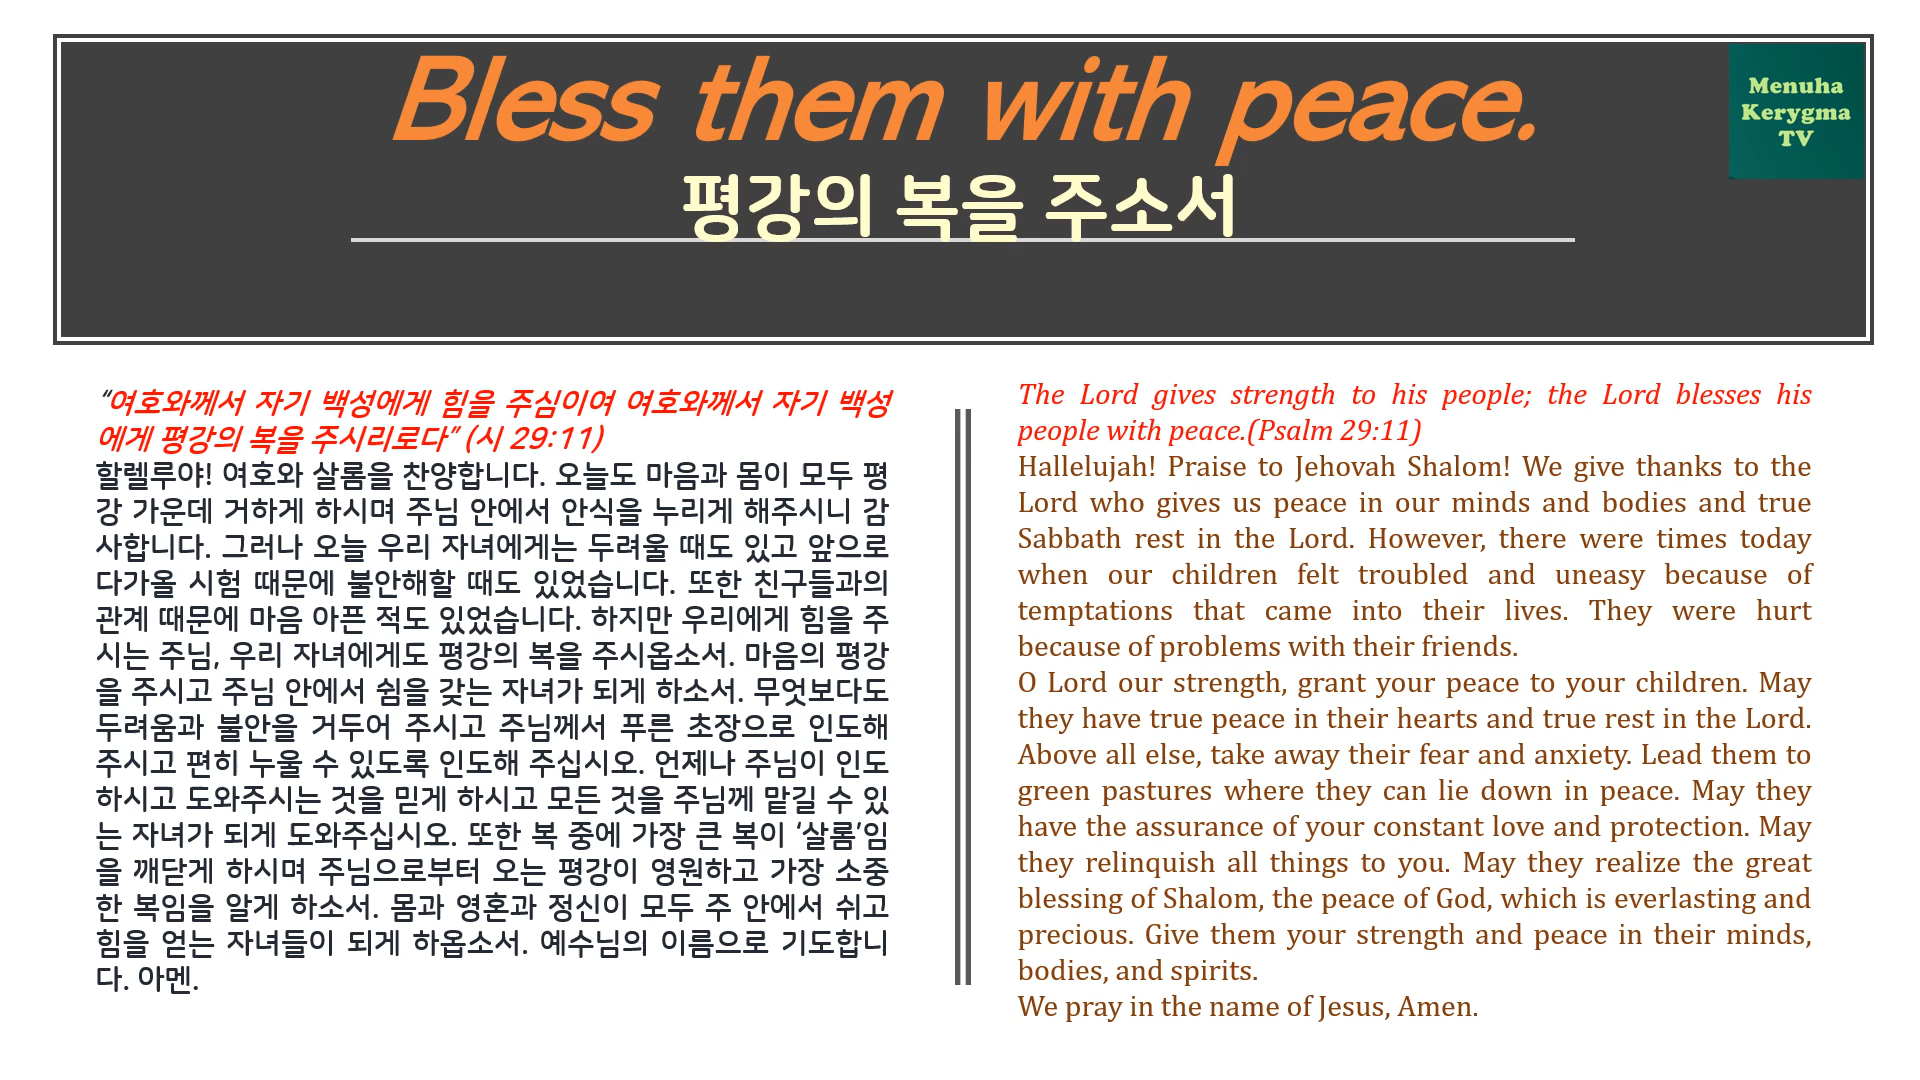 Bless them with peace.
평강의 복을 주소서
Menuha
Kerygma
TV
“여호와께서 자기 백성에게 힘을 주심이여 여호와께서 자기 백성
에게 평강의 복을 주시리로다” (시 29:11)
할렐루야! 여호와 살롬을 찬양합니다. 오늘도 마음과 몸이 모두 평
강 가운데 거하게 하시며 주님 안에서 안식을 누리게 해주시니 감
사합니다. 그러나 오늘 우리 자녀에게는 두려울 때도 있고 앞으로
다가올 시험 때문에 불안해할 때도 있었습니다. 또한 친구들과의
관계 때문에 마음 아픈 적도 있었습니다. 하지만 우리에게 힘을 주
시는 주님, 우리 자녀에게도 평강의 복을 주시옵소서. 마음의 평강
을 주시고 주님 안에서 쉼을 갖는 자녀가 되게 하소서. 무엇보다도
두려움과 불안을 거두어 주시고 주님께서 푸른 초장으로 인도해
주시고 편히 누울 수 있도록 인도해 주십시오. 언제나 주님이 인도
하시고 도와주시는 것을 믿게 하시고 모든 것을 주님께 맡길 수 있
는 자녀가 되게 도와주십시오. 또한 복 중에 가장 큰 복이 ‘살롬’임
을 깨닫게 하시며 주님으로부터 오는 평강이 영원하고 가장 소중
한 복임을 알게 하소서. 몸과 영혼과 정신이 모두 주 안에서 쉬고
힘을 얻는 자녀들이 되게 하옵소서. 예수님의 이름으로 기도합니
다. 아멘.
The Lord gives strength to his people; the Lord blesses his
people with peace.(Psalm 29:11)
Hallelujah! Praise to Jehovah Shalom! We give thanks to the
Lord who gives us peace in our minds and bodies and true
Sabbath rest in the Lord. However, there were times today
when our children felt troubled and uneasy because of
temptations that came into their lives. They were hurt
because of problems with their friends.
O Lord our strength, grant your peace to your children. May
they have true peace in their hearts and true rest in the Lord.
Above all else, take away their fear and anxiety. Lead them to
green pastures where they can lie down in peace. May they
have the assurance of your constant love and protection. May
they relinquish all things to you. May they realize the great
blessing of Shalom, the peace of God, which is everlasting and
precious. Give them your strength and peace in their minds,
bodies, and spirits.
We pray in the name of Jesus, Amen.